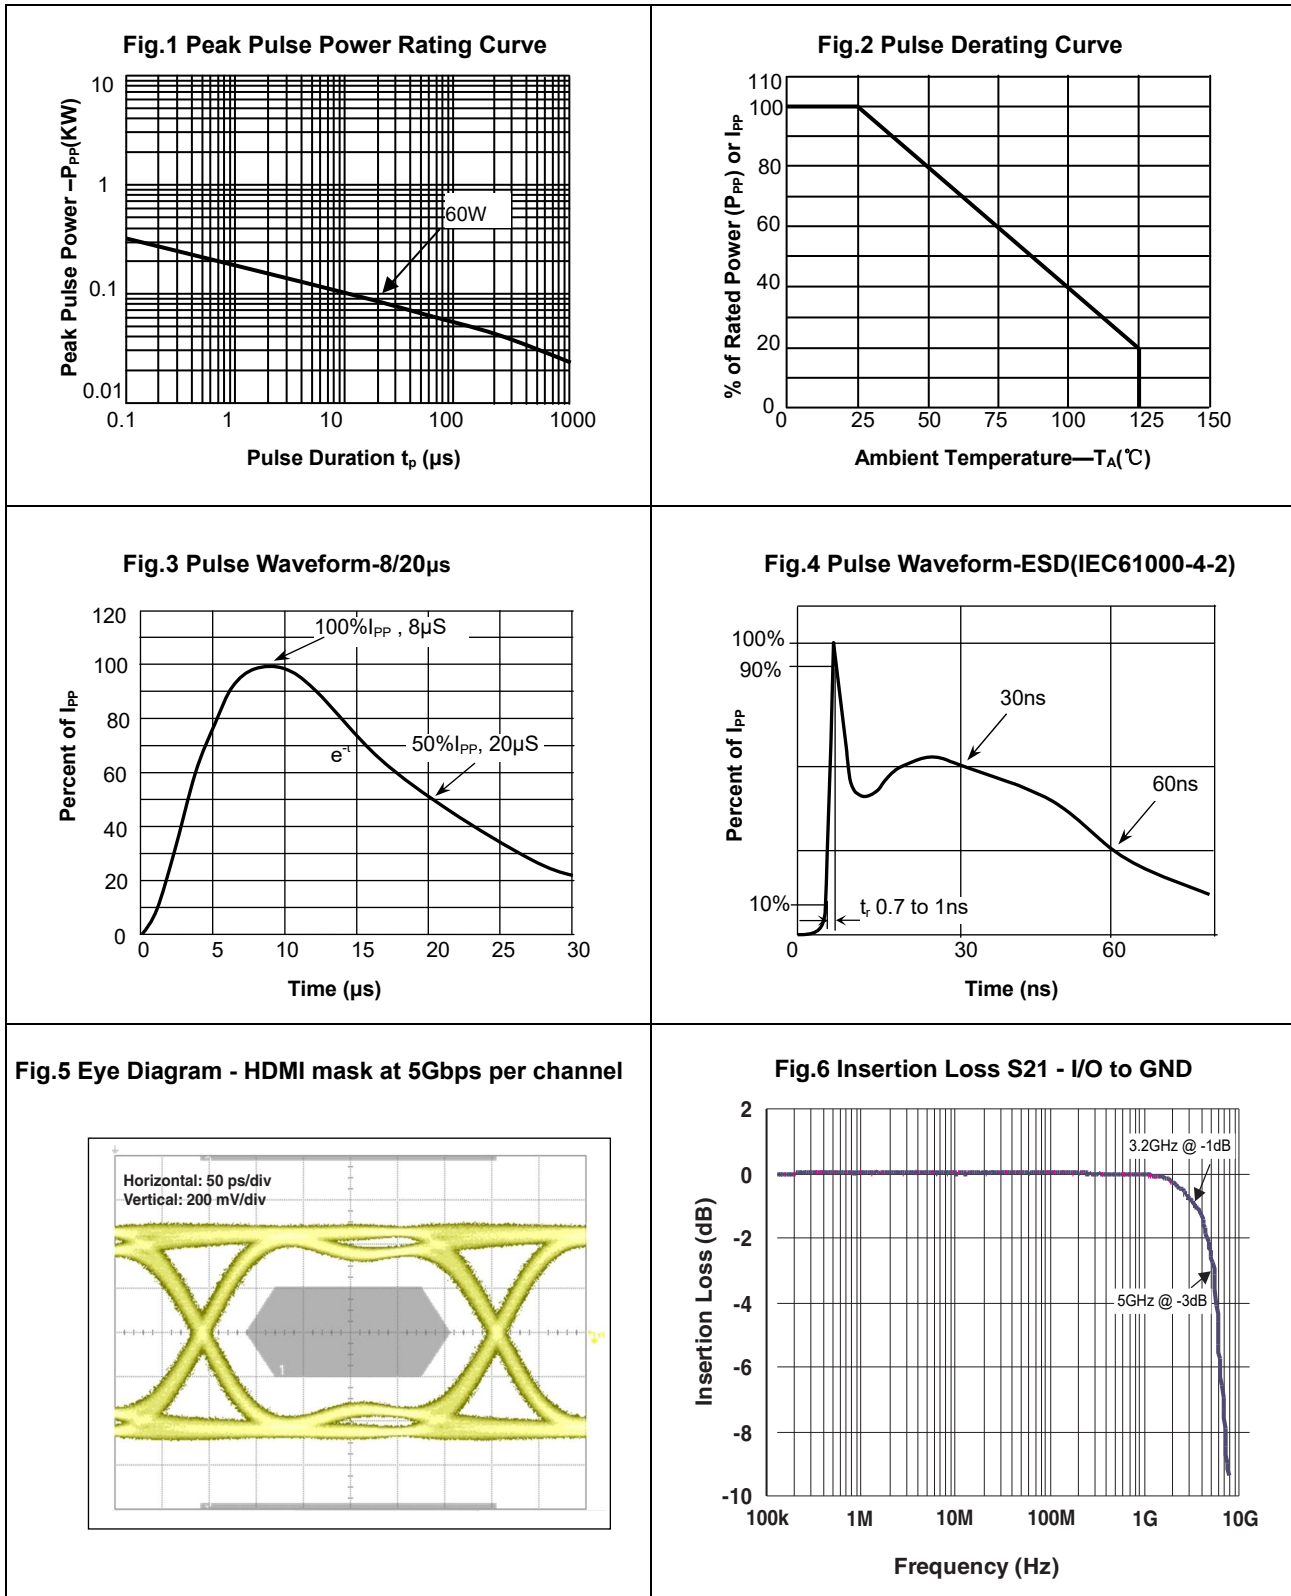 Fig.1 Peak Pulse Power Rating Curve
Peak Pulse Power –PPP(KW)
10
1
0.1
0.01
60W
0.1 1 10 100 1000
Pulse Duration tp (µs)
Fig.2 Pulse Derating Curve
% of Rated Power (PPP) or IPP
110
100
80
60
40
20
0
0 25 50 75 100 125 150
Ambient Temperature—TA(℃)
Fig.3 Pulse Waveform-8/20µs
Percent of IPP
120
100
80
60
40
20
0
100%IPP , 8µS
e-t
50%IPP, 20µS
0 5 10 15 20 25 30
Time (µs)
Fig.4 Pulse Waveform-ESD(IEC61000-4-2)
Percent of IPP
100%
90%
10%
30ns
60ns
tr 0.7 to 1ns
0 30 60
Time (ns)
Fig.5 Eye Diagram - HDMI mask at 5Gbps per channel
Horizontal: 50 ps/div
Vertical: 200 mV/div
1
Fig.6 Insertion Loss S21 - I/O to GND
Insertion Loss (dB)
2
0
-2
-4
-6
-8
-10
3.2GHz @ -1dB
5GHz @ -3dB
100k 1M 10M 100M 1G 10G
Frequency (Hz)